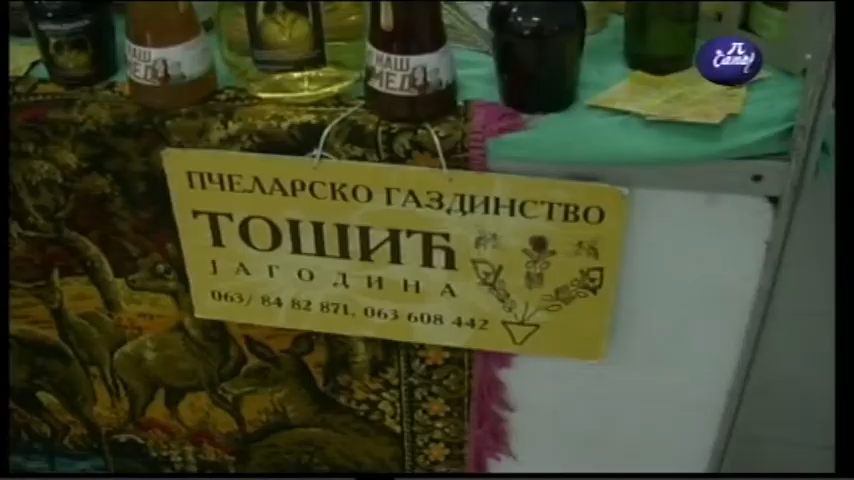 НАШ
МЕД
НАШ
МЕД
ПЧЕЛАРСКО ГАЗДИНСТВО
ТОШИЋ
ЈАГОДИНА
063/ 84 82 871, 063 608 442